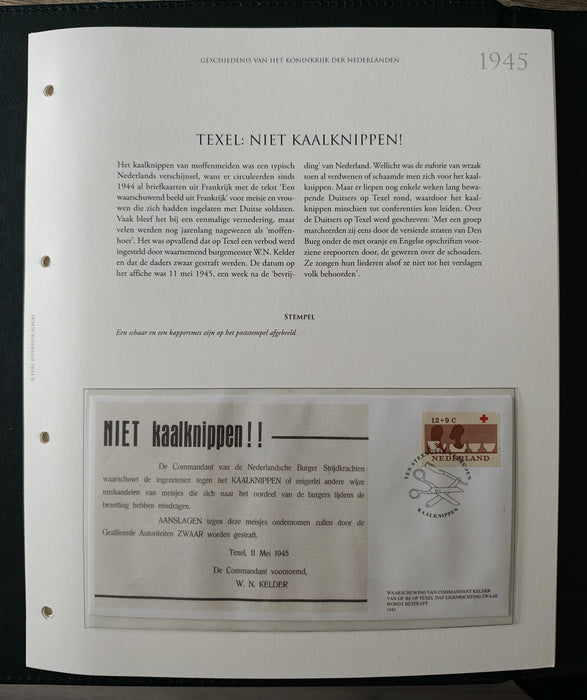 GESCHIEDENIS VAN HET KONINKRIJK DER NEDERLANDEN
1945
TEXEL: NIET KAALKNIPPEN!
Het kaalknippen van moffenmeiden was een typisch
Nederlands verschijnsel, want er circuleerden sinds
1944 al briefkaarten uit Frankrijk met de tekst ‘Een
waarschuwend beeld uit Frankrijk’ voor meisje en vrou-
wen die zich hadden ingelaten met Duitse soldaten.
Vaak bleef het bij een eenmalige vernedering, maar
velen werden nog jarenlang nagewezen als ‘moffen-
hoer’. Het was opvallend dat op Texel een verbod werd
ingesteld door waarnemend burgemeester W.N. Kelder
en dat de daders zwaar gestraft werden. De datum op
het affiche was 11 mei 1945, een week na de ‘bevrij-
ding’ van Nederland. Wellicht was de euforie van wraak
toen al verdwenen of schaamde men zich voor het kaal-
knippen. Maar er liepen nog enkele weken lang bewa-
pende Duitsers op Texel rond, waardoor het kaal-
knippen misschien tot conferenties kon leiden. Over
de Duitsers op Texel werd geschreven: ‘Met een groep
marcheerden zij eens door de versierde straten van Den
Burg onder de met oranje en Engelse opschriften voor-
ziene erepoorten door, de geweren over de schouders.
Ze zongen hun liederen alsof ze niet tot het verslagen
volk behoorden’.
STEMPEL
Een schaar en een kappersmes zijn op het poststempel afgebeeld.
NIET kaalknippen!!
De Commandant van de Nederlandsche Burger Strijdkrachten
waarschuwt de ingezetenen tegen het KAALKNIPPEN of enigerlei andere wijze
mishandelen van meisjes die zich naar het oordeel van de burgers tijdens de
bezetting hebben misdragen.
AANSLAGEN tegen deze meisjes ondernomen zullen door de
Geallieerde Autoriteiten ZWAAR worden gestraft.
Texel, 11 Mei 1945
De Commandant voornoemd,
W. N. KELDER
12+9 C
NEDERLAND
KAALKNIPPEN
WAARSCHUWING VAN COMMANDANT KELDER
VAN DE BS OP TEXEL DAT EIGENRICHTING ZWAAR
WORDT BESTRAFT
1945